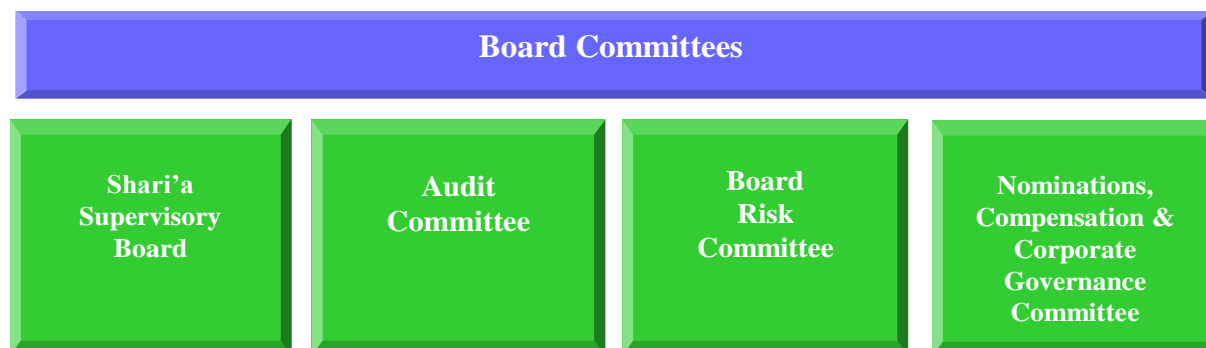 Board Committees
Shari’a
Supervisory
Board
Audit
Committee
Board
Risk
Committee
Nominations,
Compensation &
Corporate
Governance
Committee